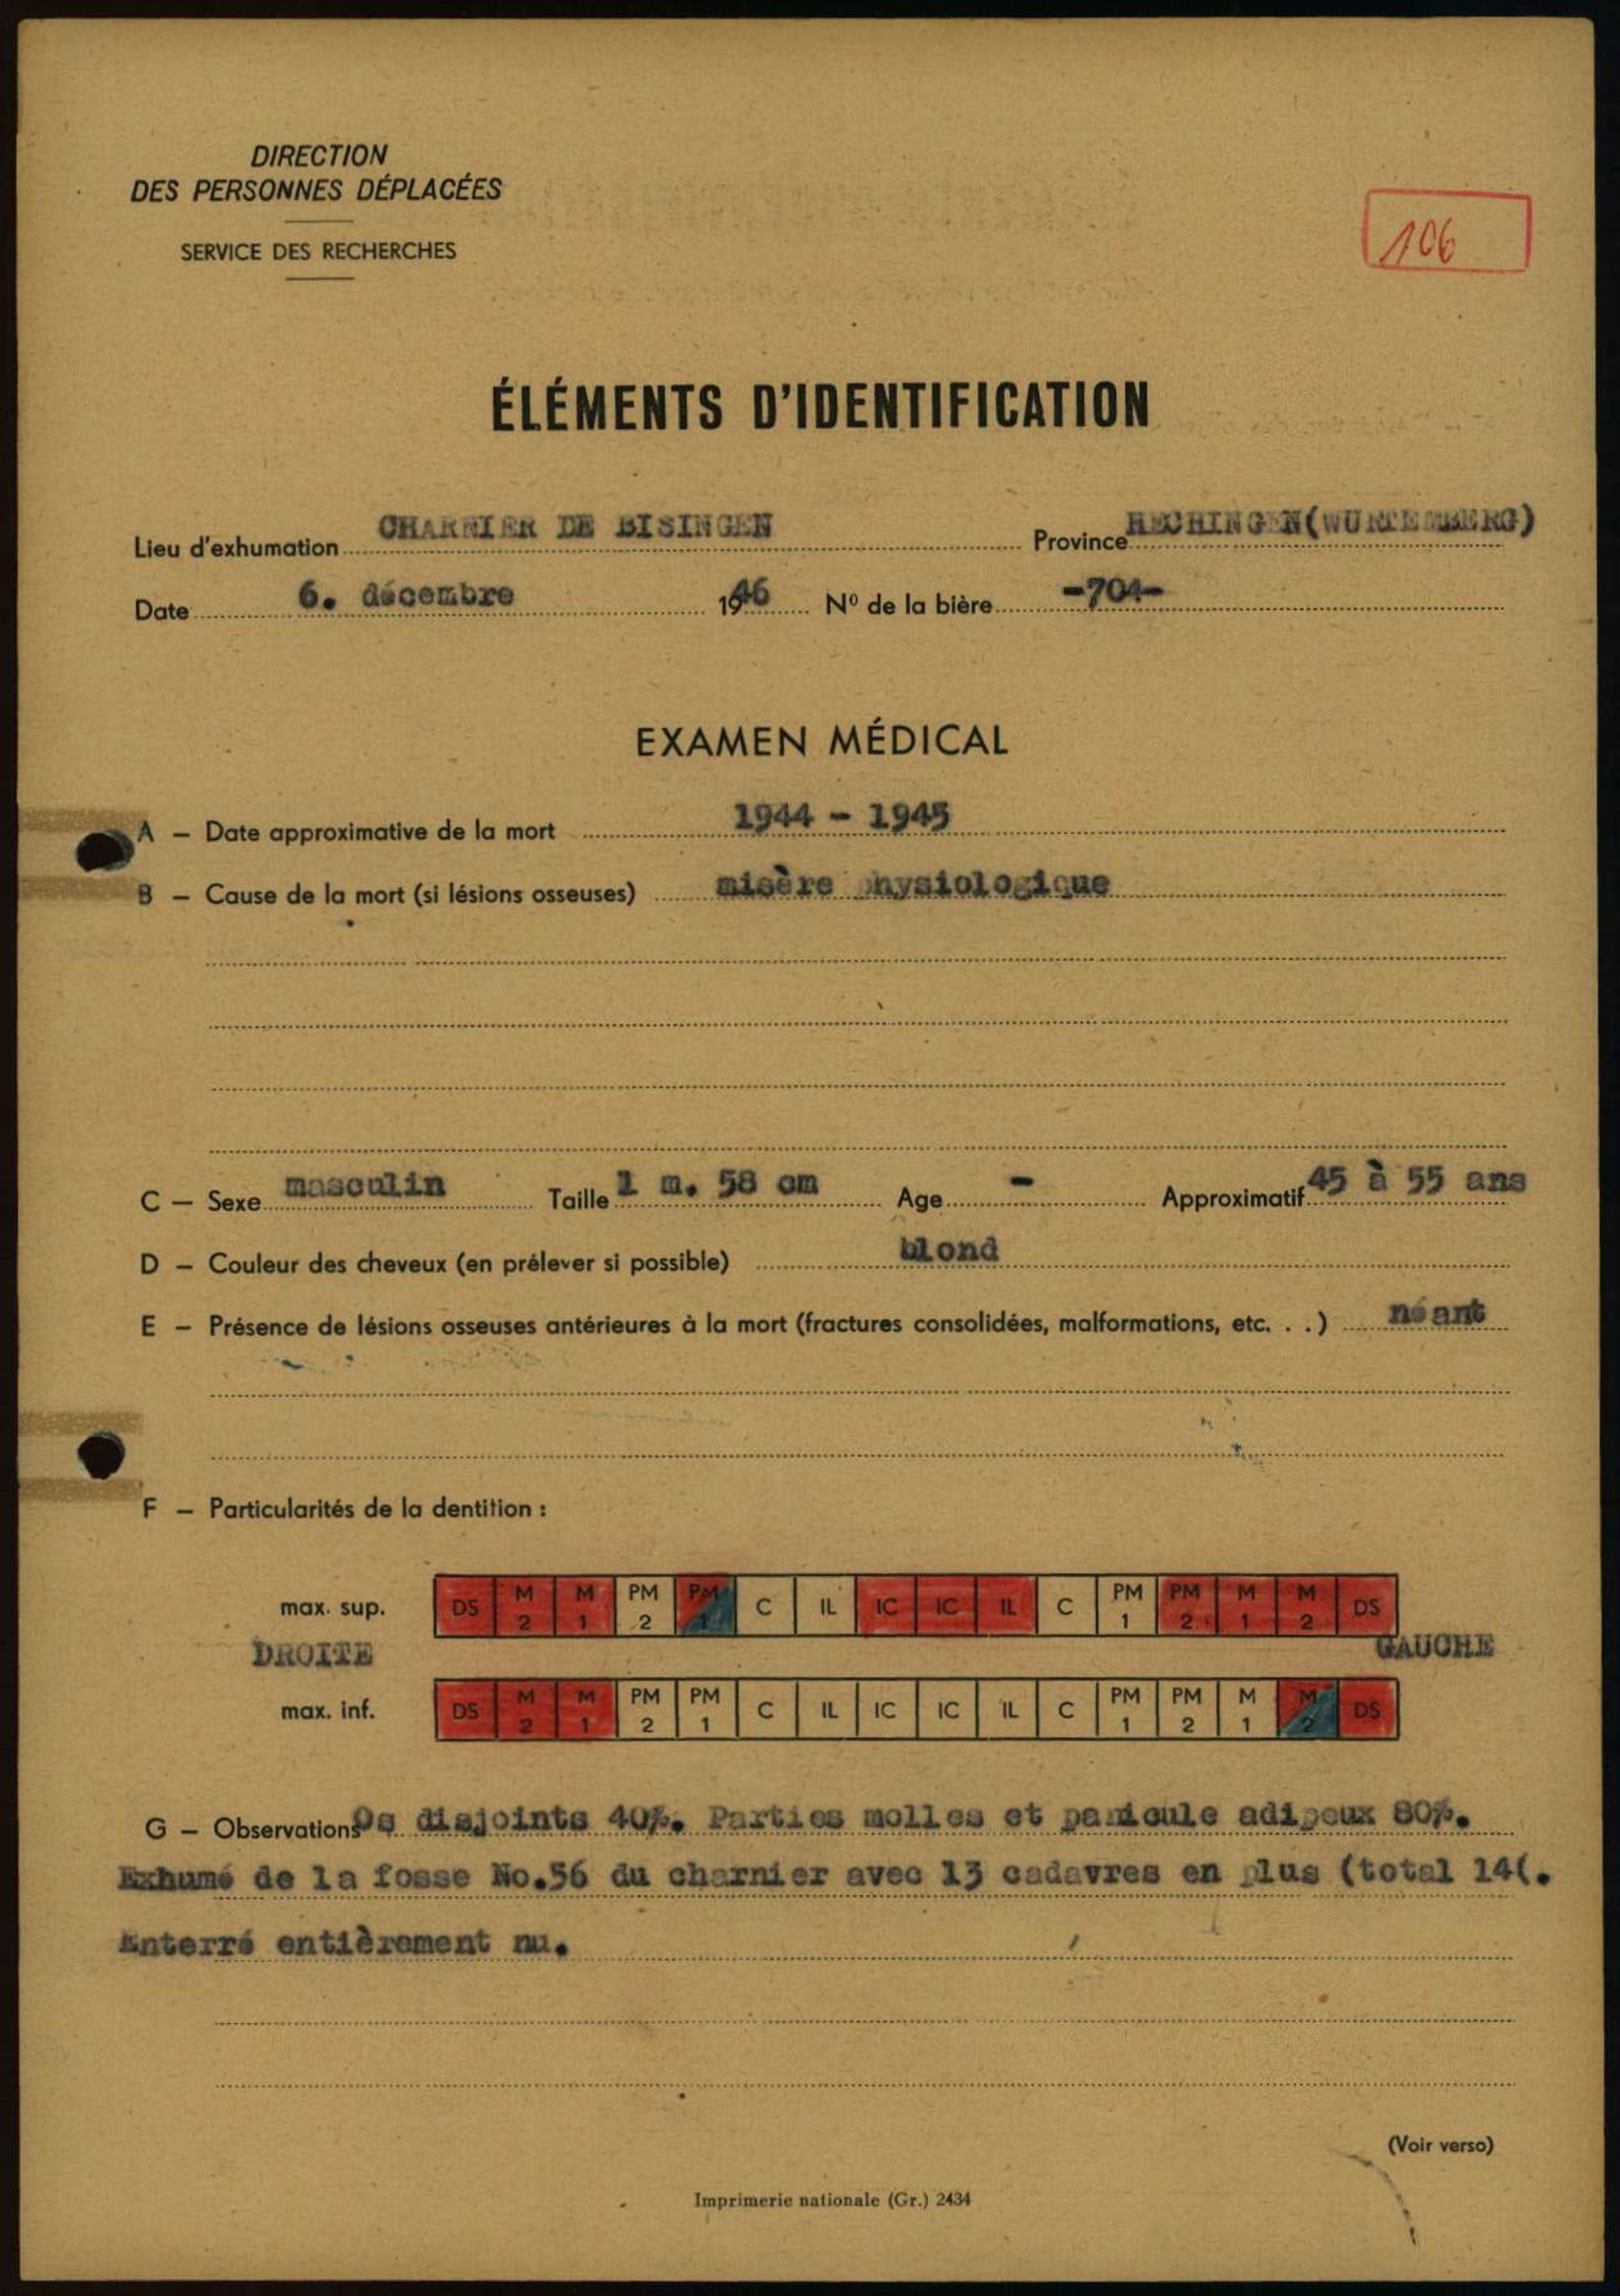 DIRECTION
DES PERSONNES DÉPLACÉES
SERVICE DES RECHERCHES
106
ÉLÉMENTS D'IDENTIFICATION
Lieu d'exhumation CHARNIER DE BISINGEN Province HECHINGEN(WURTEMBERG)
Date 6. décembre 1946 Nº de la bière -704-
EXAMEN MÉDICAL
A – Date approximative de la mort 1944 - 1945
B – Cause de la mort (si lésions osseuses) misère physiologique
C – Sexe masculin Taille 1 m. 58 cm Age - Approximatif 45 à 55 ans
D – Couleur des cheveux (en prélever si possible) blond
E – Présence de lésions osseuses antérieures à la mort (fractures consolidées, malformations, etc. . .) néant
F – Particularités de la dentition :
max. sup. DS M 2 M 1 PM 2 PM 1 C IL IC IC IL C PM 1 PM 2 M 1 M 2 DS
DROITE GAUCHE
max. inf. DS M 2 M 1 PM 2 PM 1 C IL IC IC IL C PM 1 PM 2 M 1 M 2 DS
G – Observations Os disjoints 40%. Parties molles et panicule adipeux 80%.
Exhumé de la fosse No.56 du charnier avec 13 cadavres en plus (total 14(.
Enterré entièrement nu.
(Voir verso)
Imprimerie nationale (Gr.) 2434